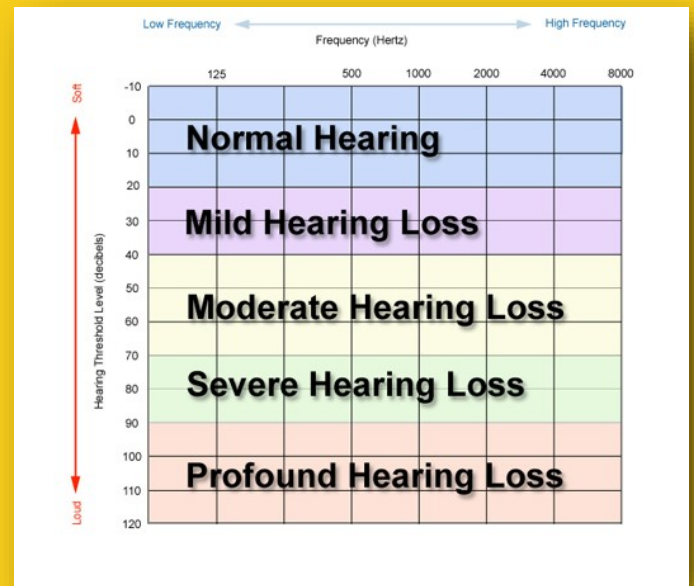 Low Frequency High Frequency
Frequency (Hertz)
125 500 1000 2000 4000 8000
Soft
-10
0
Normal Hearing
10
20
Mild Hearing Loss
30
40
Hearing Threshold Level (decibels)
50
Moderate Hearing Loss
60
70
Severe Hearing Loss
80
90
100
Profound Hearing Loss
110
Loud
120